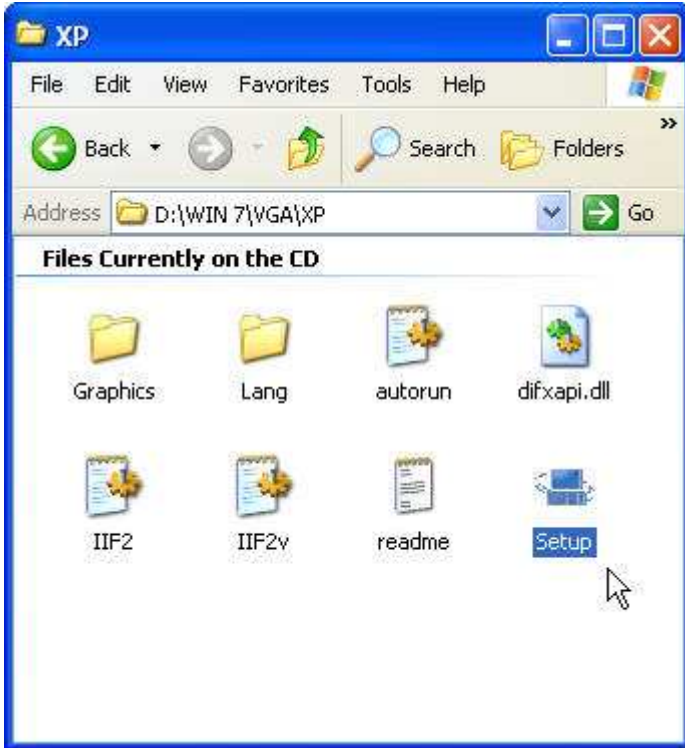 XP
File Edit View Favorites Tools Help
Back Search Folders »
Address D:\WIN 7\VGA\XP Go
Files Currently on the CD
Graphics Lang autorun difxapi.dll
IIF2 IIF2v readme Setup